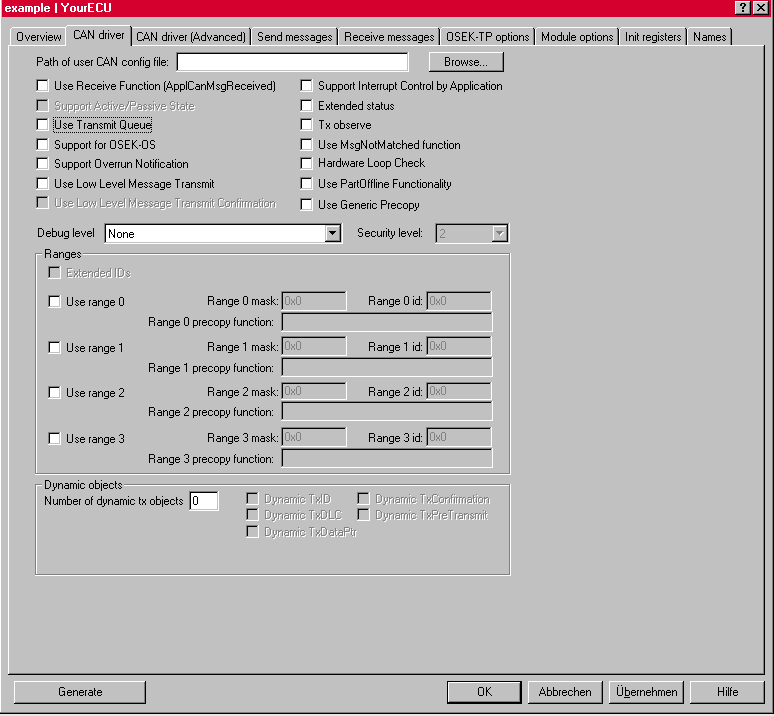 example | YourECU
Overview CAN driver CAN driver (Advanced) Send messages Receive messages OSEK-TP options Module options Init registers Names
Path of user CAN config file: Browse...
Use Receive Function (ApplCanMsgReceived) Support Interrupt Control by Application
Support Active/Passive State Extended status
Use Transmit Queue Tx observe
Support for OSEK-OS Use MsgNotMatched function
Support Overrun Notification Hardware Loop Check
Use Low Level Message Transmit Use PartOffline Functionality
Use Low Level Message Transmit Confirmation Use Generic Precopy
Debug level None Security level: 2
Ranges
Extended IDs
Use range 0 Range 0 mask: 0x0 Range 0 id: 0x0
Range 0 precopy function:
Use range 1 Range 1 mask: 0x0 Range 1 id: 0x0
Range 1 precopy function:
Use range 2 Range 2 mask: 0x0 Range 2 id: 0x0
Range 2 precopy function:
Use range 3 Range 3 mask: 0x0 Range 3 id: 0x0
Range 3 precopy function:
Dynamic objects
Number of dynamic tx objects 0 Dynamic TxID Dynamic TxConfirmation
Dynamic TxDLC Dynamic TxPreTransmit
Dynamic TxDataPtr
Generate OK Abbrechen Übernehmen Hilfe